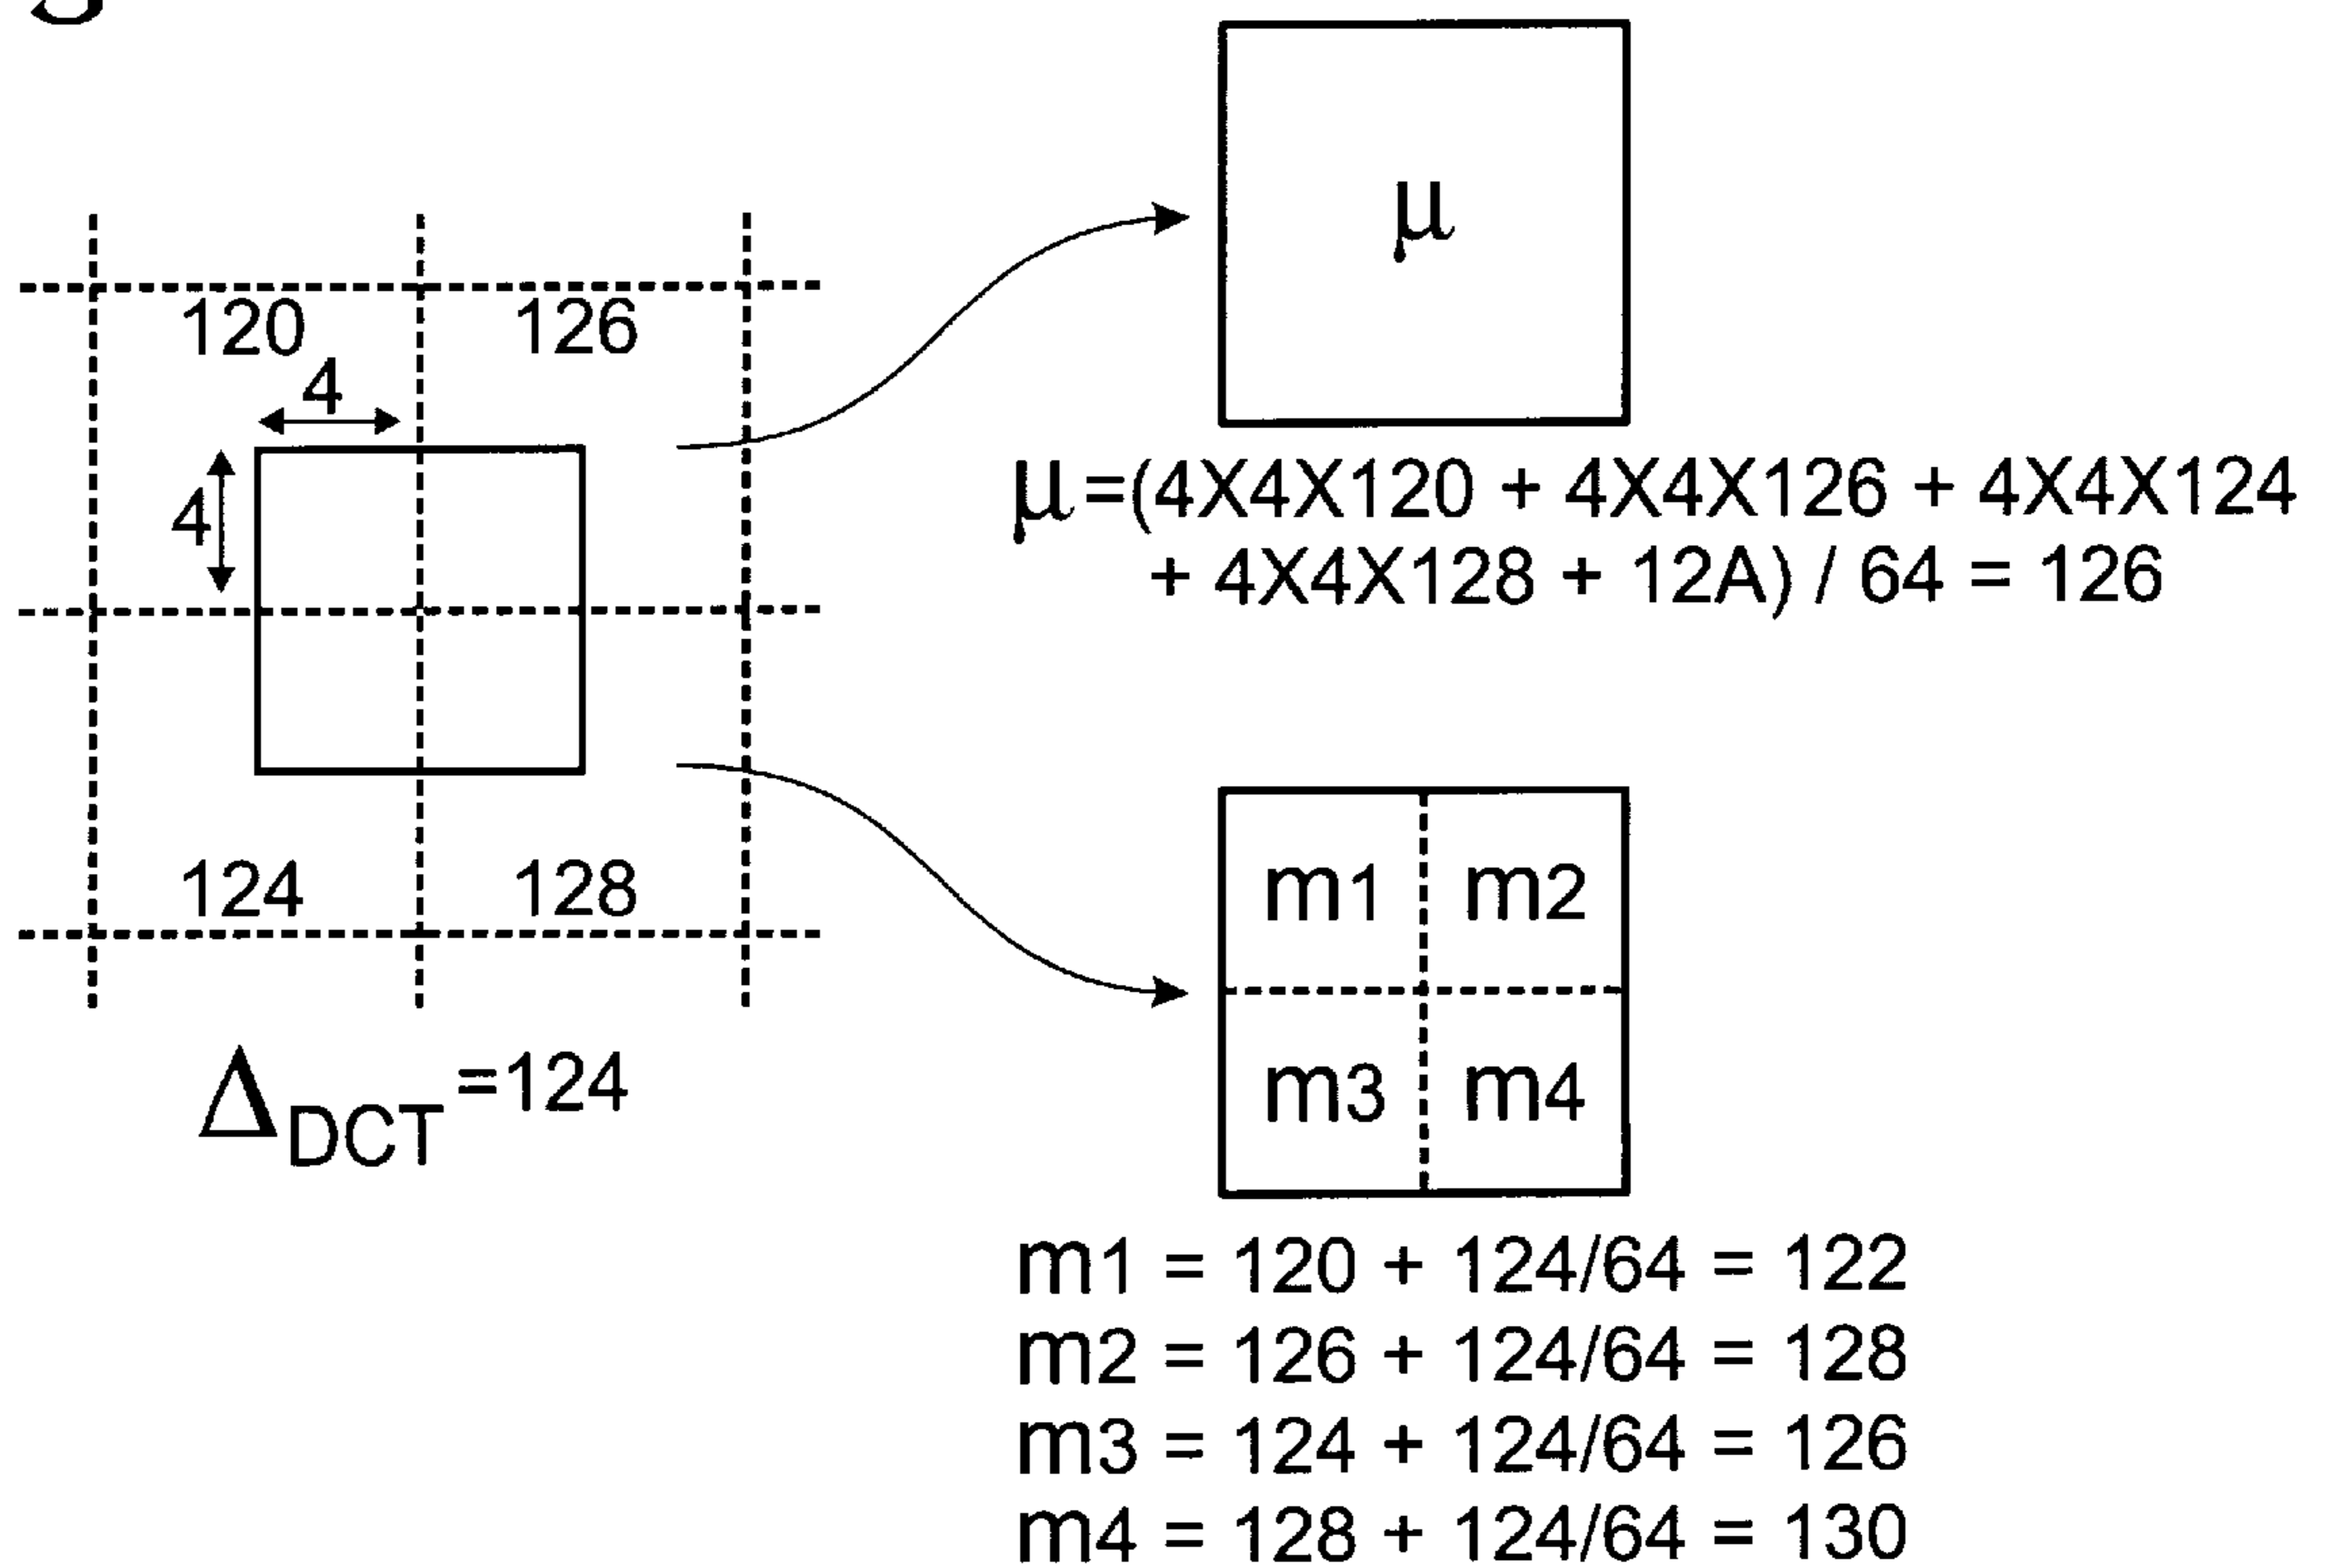 120 126
4
4
124 128
ΔDCT =124
μ
μ =(4X4X120 + 4X4X126 + 4X4X124
+ 4X4X128 + 12A) / 64 = 126
m1 m2
m3 m4
m1 = 120 + 124/64 = 122
m2 = 126 + 124/64 = 128
m3 = 124 + 124/64 = 126
m4 = 128 + 124/64 = 130